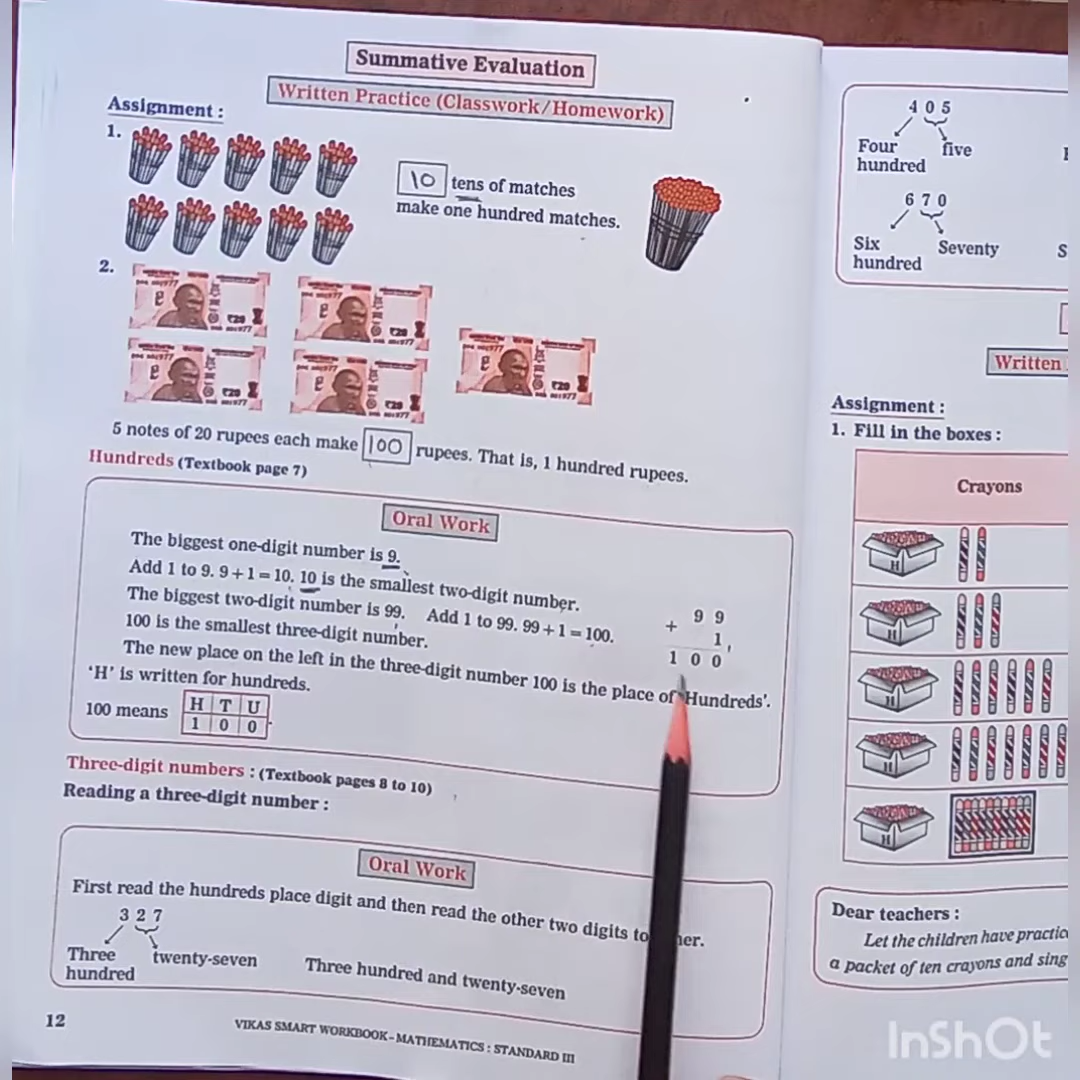 Summative Evaluation
Written Practice (Classwork/Homework)
Assignment :
1.
10 tens of matches
make one hundred matches.
2.
5 notes of 20 rupees each make 100 rupees. That is, 1 hundred rupees.
Hundreds (Textbook page 7)
Oral Work
The biggest one-digit number is 9.
Add 1 to 9. 9 + 1 = 10. 10 is the smallest two-digit number.
The biggest two-digit number is 99. Add 1 to 99. 99 + 1 = 100.
100 is the smallest three-digit number.
The new place on the left in the three-digit number 100 is the place of 'Hundreds'.
'H' is written for hundreds.
9 9
+ 1
1 0 0
100 means
H T U
1 0 0
Three-digit numbers : (Textbook pages 8 to 10)
Reading a three-digit number :
Oral Work
First read the hundreds place digit and then read the other two digits
3 2 7
Three twenty-seven
hundred
Three hundred and twenty-seven
12
VIKAS SMART WORKBOOK - MATHEMATICS : STANDARD III
4 0 5
Four five
hundred
6 7 0
Six Seventy
hundred
Written
Assignment :
1. Fill in the boxes :
Crayons
H
H
H
H
H
Dear teachers :
Let the children have
a packet of ten crayons and
InShOt